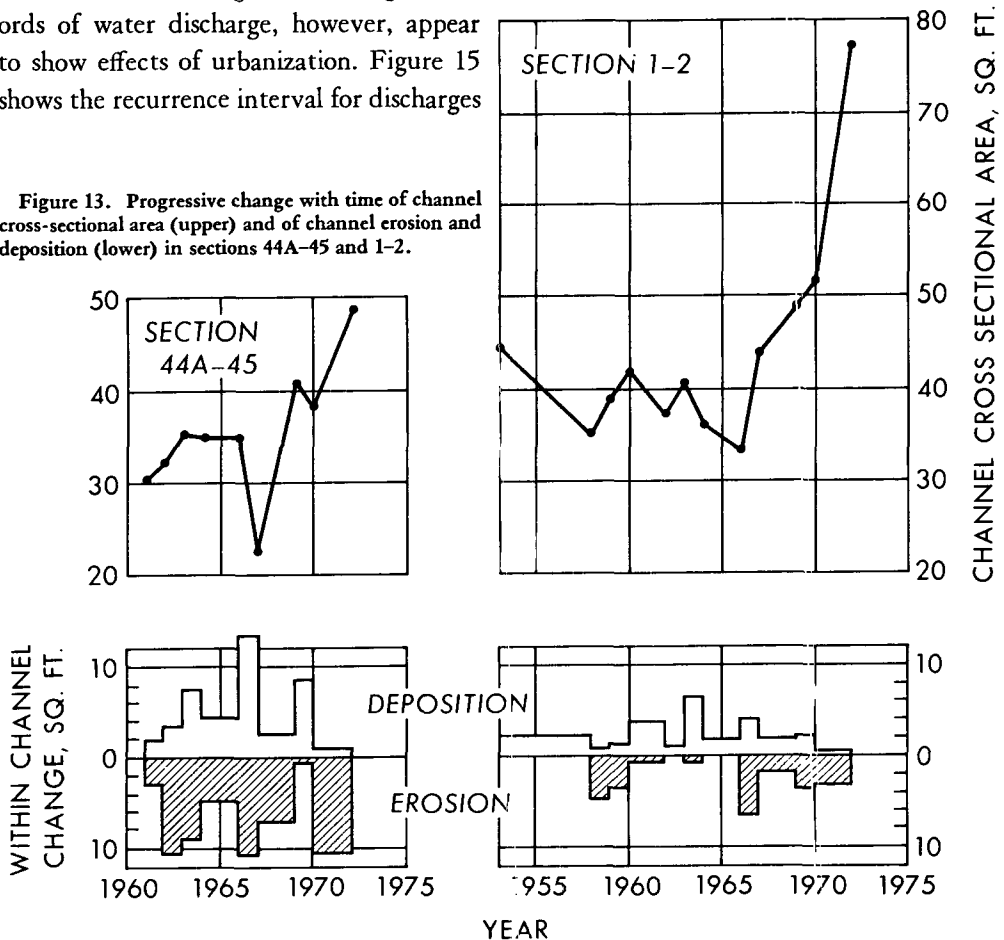 ords of water discharge, however, appear
to show effects of urbanization. Figure 15
shows the recurrence interval for discharges
Figure 13. Progressive change with time of channel
cross-sectional area (upper) and of channel erosion and
deposition (lower) in sections 44A–45 and 1–2.
SECTION
44A–45
50
40
30
20
SECTION 1–2
80
70
60
50
40
30
20
CHANNEL CROSS SECTIONAL AREA, SQ. FT.
WITHIN CHANNEL
CHANGE, SQ. FT.
10
0
10
DEPOSITION
EROSION
10
0
10
1960 1965 1970 1975
955 1960 1965 1970 1975
YEAR